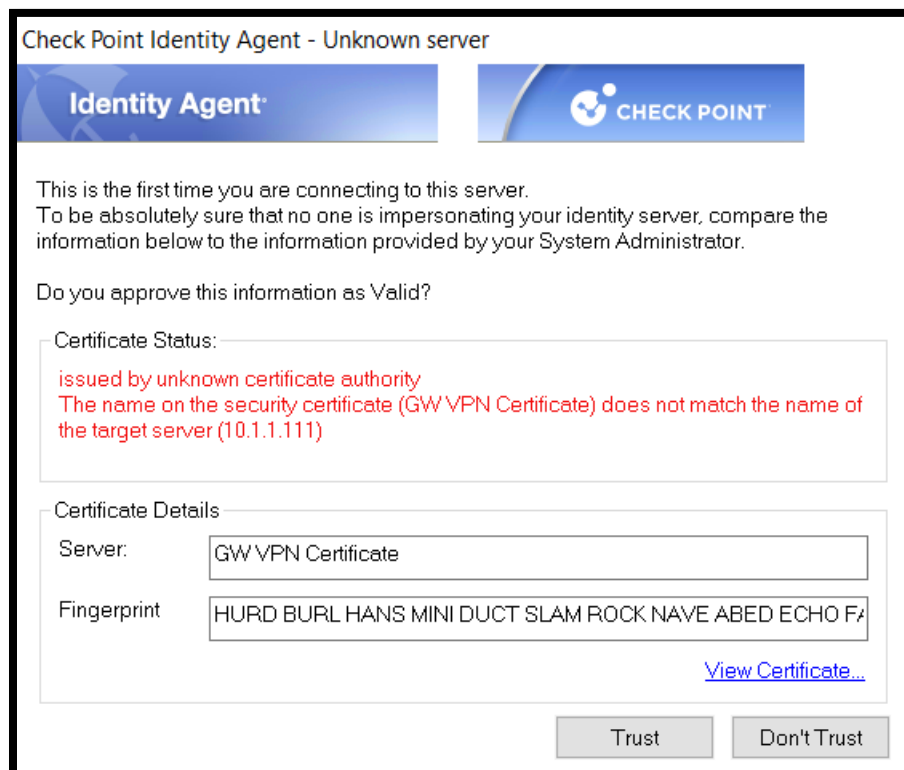 Check Point Identity Agent - Unknown server
Identity Agent
CHECK POINT
This is the first time you are connecting to this server.
To be absolutely sure that no one is impersonating your identity server, compare the
information below to the information provided by your System Administrator.
Do you approve this information as Valid?
Certificate Status:
issued by unknown certificate authority
The name on the security certificate (GW VPN Certificate) does not match the name of
the target server (10.1.1.111)
Certificate Details
Server: GW VPN Certificate
Fingerprint HURD BURL HANS MINI DUCT SLAM ROCK NAVE ABED ECHO
View Certificate...
Trust Don't Trust